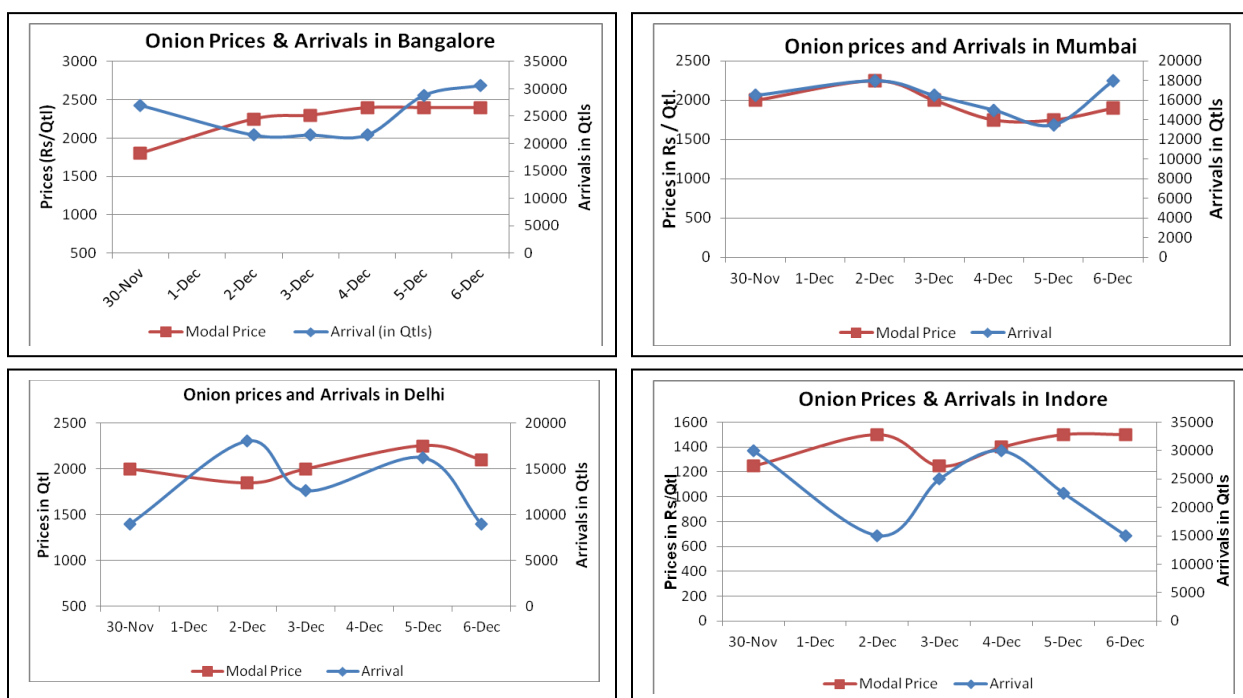 Onion Prices & Arrivals in Bangalore
3000
2500
2000
1500
1000
500
Prices (Rs/Qtl)
35000
30000
25000
20000
15000
10000
5000
0
Arrivals in Qtls
30-Nov 1-Dec 2-Dec 3-Dec 4-Dec 5-Dec 6-Dec
Modal Price Arrival (in Qtls)
Onion prices and Arrivals in Mumbai
2500
2000
1500
1000
500
0
Prices in Rs / Qtl.
20000
18000
16000
14000
12000
10000
8000
6000
4000
2000
0
Arrivals in Qtls
30-Nov 1-Dec 2-Dec 3-Dec 4-Dec 5-Dec 6-Dec
Modal Price Arrival
Onion prices and Arrivals in Delhi
2500
2000
1500
1000
500
Prices in Qtl
20000
15000
10000
5000
0
Arrivals in Qtls
30-Nov 1-Dec 2-Dec 3-Dec 4-Dec 5-Dec 6-Dec
Modal Price Arrival
Onion Prices & Arrivals in Indore
1600
1400
1200
1000
800
600
400
200
0
Prices in Rs/Qtl
35000
30000
25000
20000
15000
10000
5000
0
Arrivals in Qtls
30-Nov 1-Dec 2-Dec 3-Dec 4-Dec 5-Dec 6-Dec
Modal Price Arrival